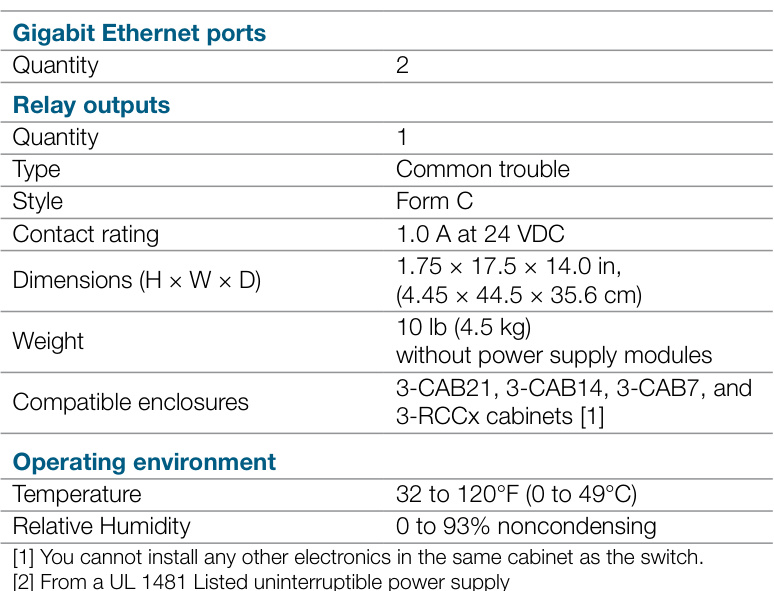 Gigabit Ethernet ports
Quantity 2
Relay outputs
Quantity 1
Type Common trouble
Style Form C
Contact rating 1.0 A at 24 VDC
Dimensions (H × W × D) 1.75 × 17.5 × 14.0 in,
(4.45 × 44.5 × 35.6 cm)
Weight 10 lb (4.5 kg)
without power supply modules
Compatible enclosures 3-CAB21, 3-CAB14, 3-CAB7, and
3-RCCx cabinets [1]
Operating environment
Temperature 32 to 120°F (0 to 49°C)
Relative Humidity 0 to 93% noncondensing
[1] You cannot install any other electronics in the same cabinet as the switch.
[2] From a UL 1481 Listed uninterruptible power supply